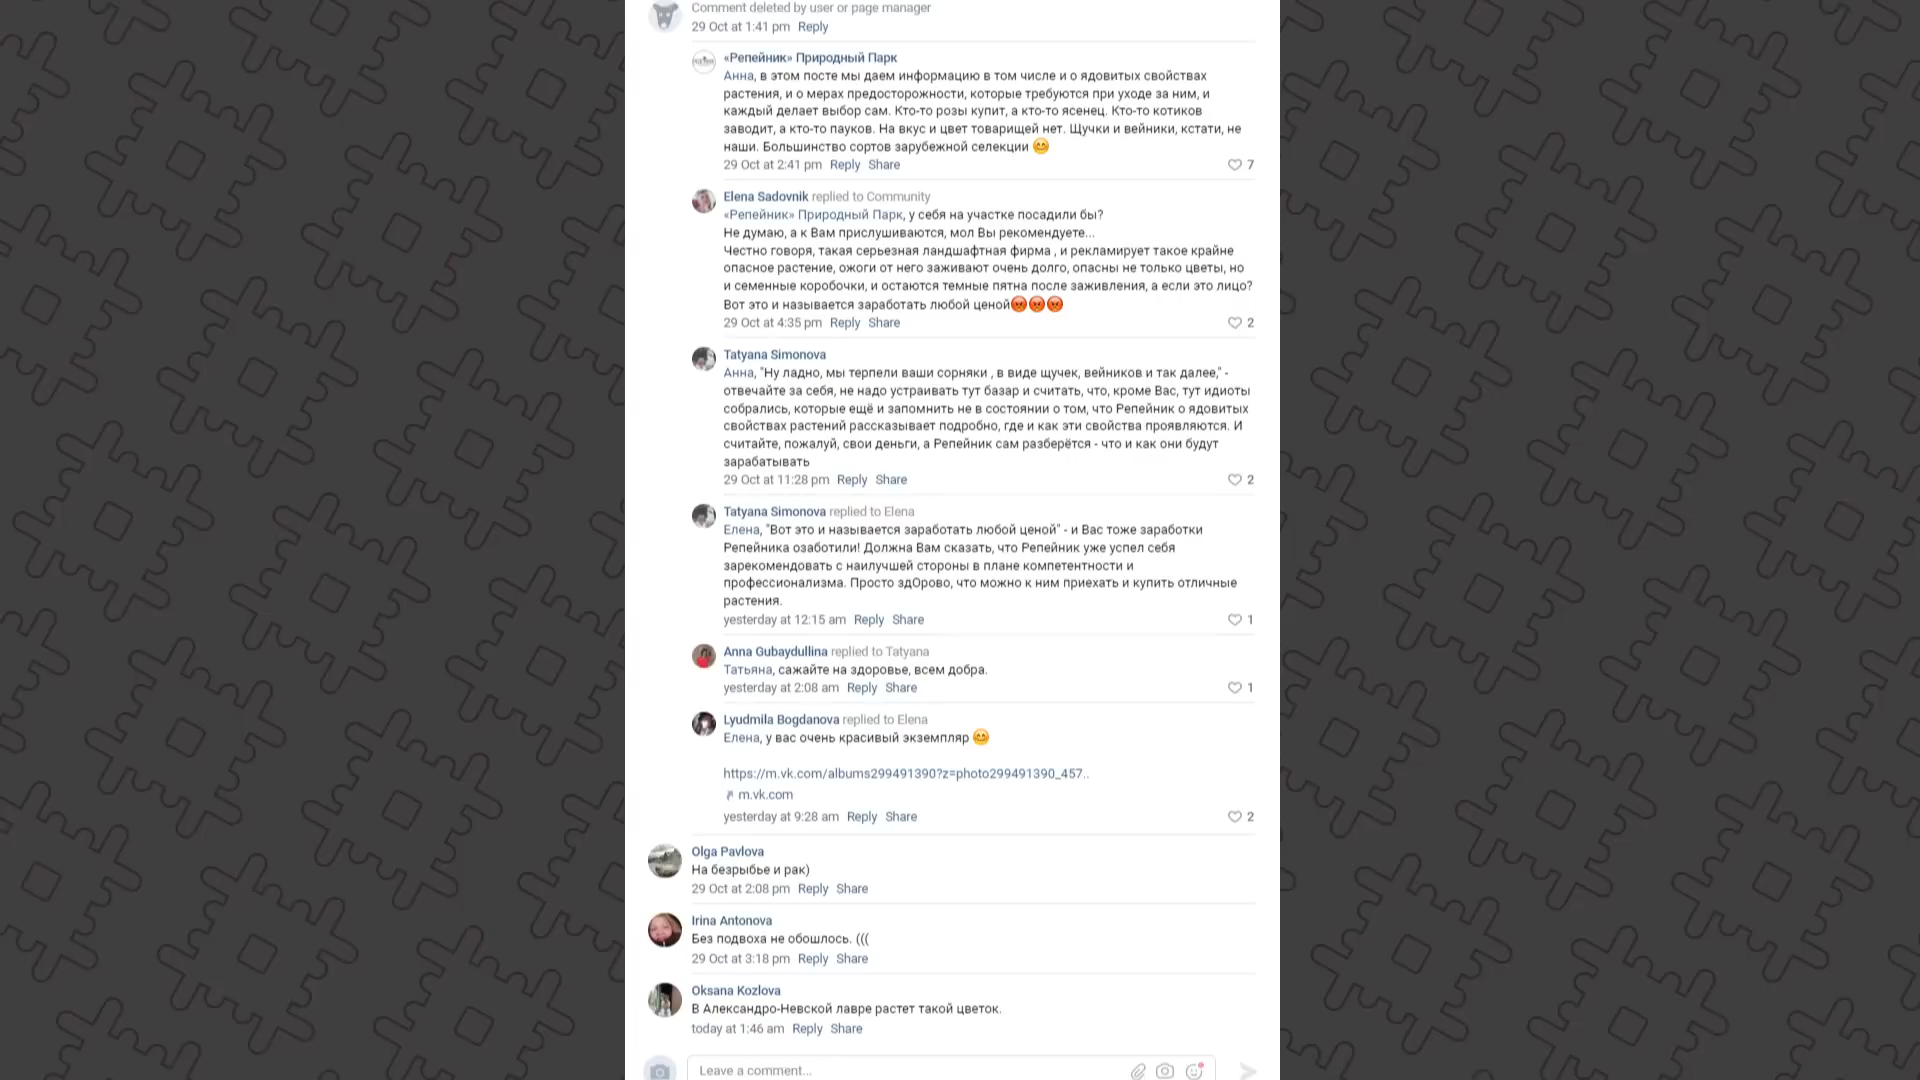 Comment deleted by user or page manager
29 Oct at 1:41 pm Reply
«Репейник» Природный Парк
Анна, в этом посте мы даем информацию в том числе и о ядовитых свойствах
растения, и о мерах предосторожности, которые требуются при уходе за ним, и
каждый делает выбор сам. Кто-то розы купит, а кто-то ясенец. Кто-то котиков
заводит, а кто-то пауков. На вкус и цвет товарищей нет. Щучки и вейники, кстати, не
наши. Большинство сортов зарубежной селекции 😊
29 Oct at 2:41 pm Reply Share 7
Elena Sadovnik replied to Community
«Репейник» Природный Парк, у себя на участке посадили бы?
Не думаю, а к Вам прислушиваются, мол Вы рекомендуете...
Честно говоря, такая серьезная ландшафтная фирма , и рекламирует такое крайне
опасное растение, ожоги от него заживают очень долго, опасны не только цветы, но
и семенные коробочки, и остаются темные пятна после заживления, а если это лицо?
Вот это и называется заработать любой ценой😡😡😡
29 Oct at 4:35 pm Reply Share 2
Tatyana Simonova
Анна, "Ну ладно, мы терпели ваши сорняки , в виде щучек, вейников и так далее," -
отвечайте за себя, не надо устраивать тут базар и считать, что, кроме Вас, тут идиоты
собрались, которые ещё и запомнить не в состоянии о том, что Репейник о ядовитых
свойствах растений рассказывает подробно, где и как эти свойства проявляются. И
считайте, пожалуй, свои деньги, а Репейник сам разберётся - что и как они будут
зарабатывать
29 Oct at 11:28 pm Reply Share 2
Tatyana Simonova replied to Elena
Елена, "Вот это и называется заработать любой ценой" - и Вас тоже заработки
Репейника озаботили! Должна Вам сказать, что Репейник уже успел себя
зарекомендовать с наилучшей стороны в плане компетентности и
профессионализма. Просто здОрово, что можно к ним приехать и купить отличные
растения.
yesterday at 12:15 am Reply Share 1
Anna Gubaydullina replied to Tatyana
Татьяна, сажайте на здоровье, всем добра.
yesterday at 2:08 am Reply Share 1
Lyudmila Bogdanova replied to Elena
Елена, у вас очень красивый экземпляр 😊
https://m.vk.com/albums299491390?z=photo299491390_457..
m.vk.com
yesterday at 9:28 am Reply Share 2
Olga Pavlova
На безрыбье и рак)
29 Oct at 2:08 pm Reply Share
Irina Antonova
Без подвоха не обошлось. (((
29 Oct at 3:18 pm Reply Share
Oksana Kozlova
В Александро-Невской лавре растет такой цветок.
today at 1:46 am Reply Share
Leave a comment...